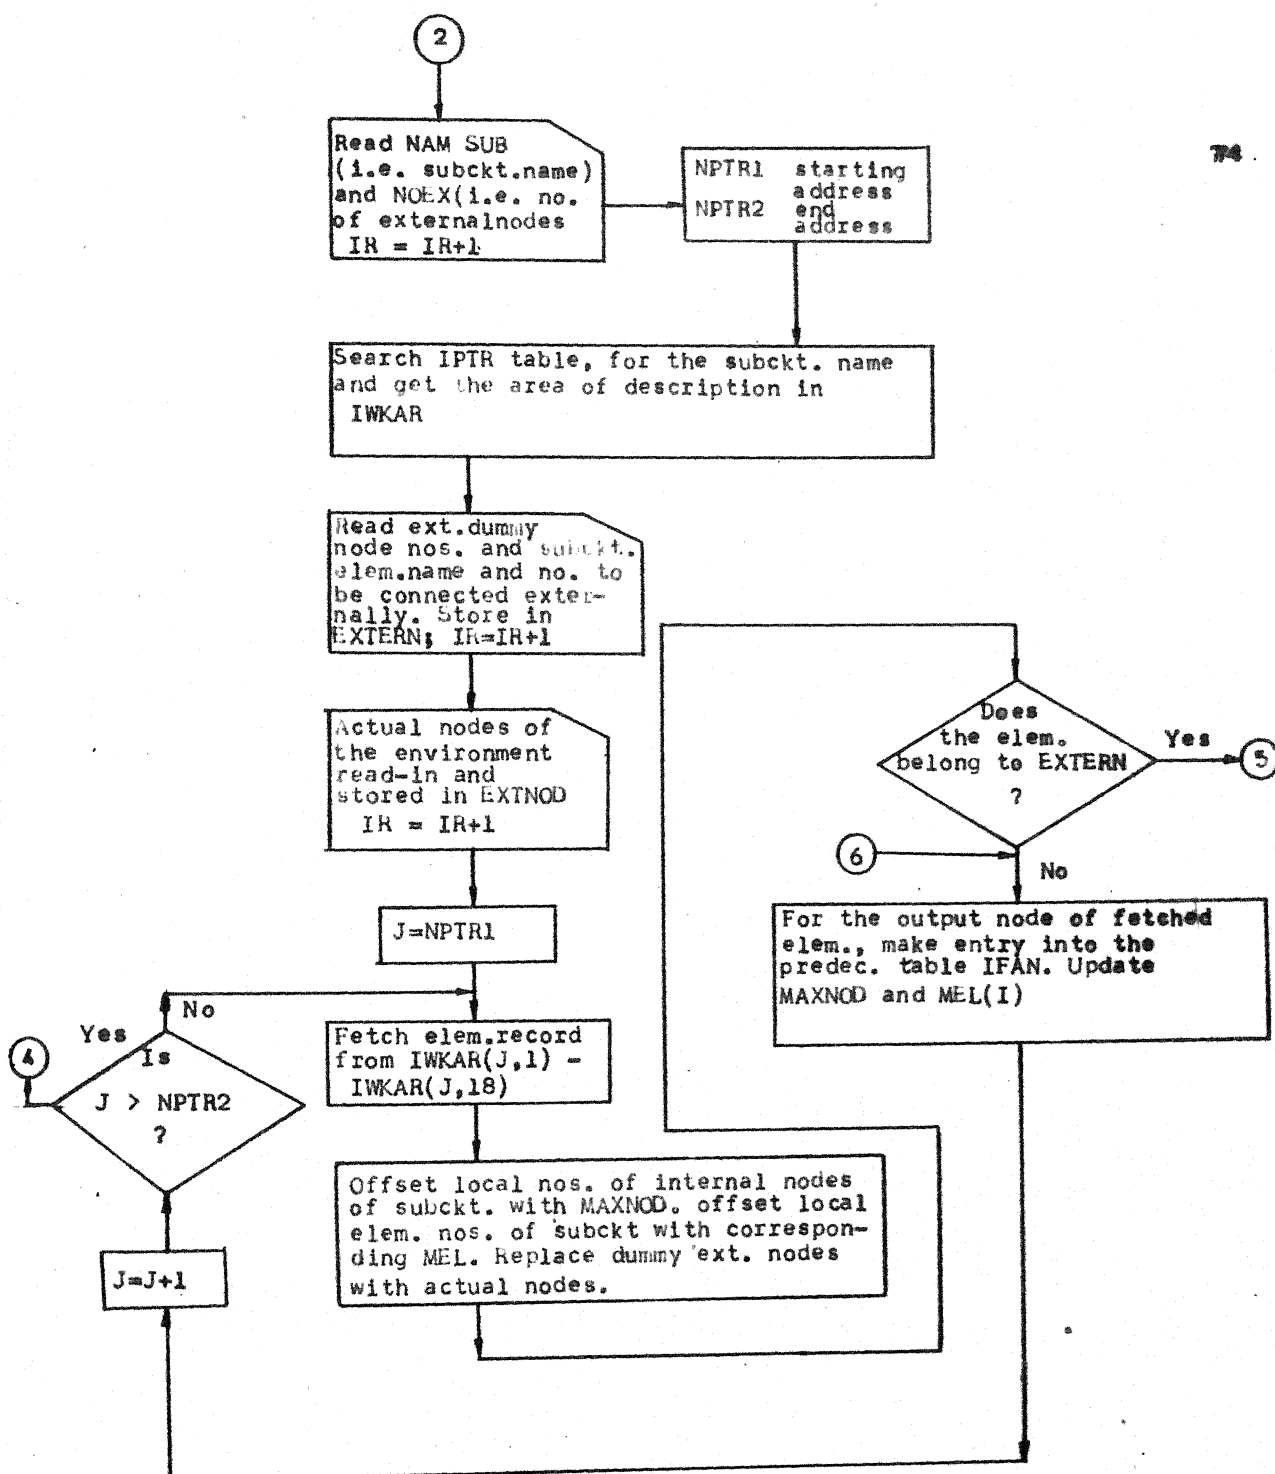 2
74
Read NAM SUB
(i.e. subckt.name)
and NOEX(i.e. no.
of externalnodes
IR = IR+1
NPTR1 starting
address
NPTR2 end
address
Search IPTR table, for the subckt. name
and get the area of description in
IWKAR
Read ext.dummy
node nos. and subckt.
elem.name and no. to
be connected exter-
nally. Store in
EXTERN; IR=IR+1
Actual nodes of
the environment
read-in and
stored in EXTNOD
IR = IR+1
J=NPTR1
Fetch elem.record
from IWKAR(J,1) -
IWKAR(J,18)
Offset local nos. of internal nodes
of subckt. with MAXNOD. offset local
elem. nos. of subckt with correspon-
ding MEL. Replace dummy ext. nodes
with actual nodes.
Does
the elem.
belong to EXTERN
?
Yes
5
6
No
For the output node of fetched
elem., make entry into the
predec. table IFAN. Update
MAXNOD and MEL(I)
J=J+1
Is
J > NPTR2
?
No
Yes
4